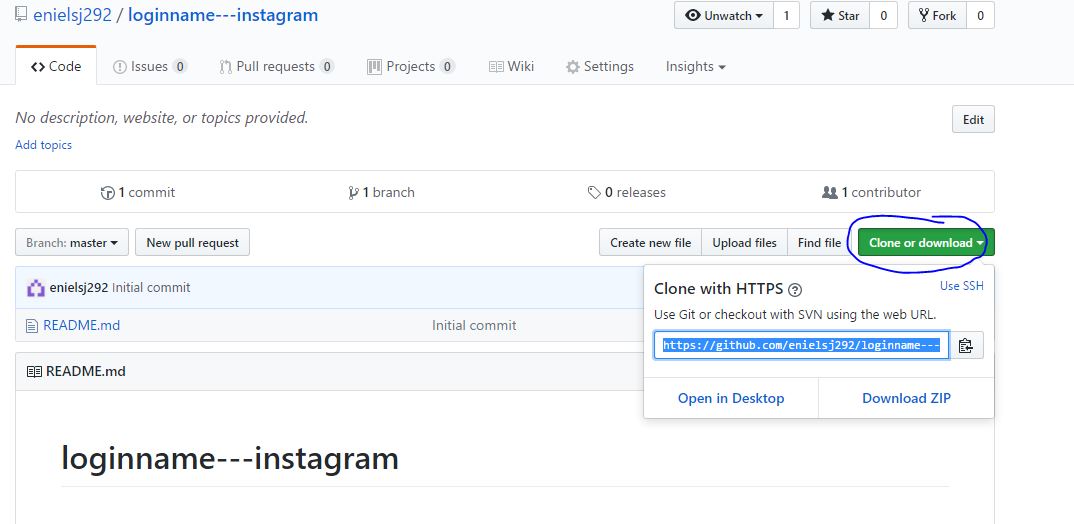 enielsj292 / loginname---instagram
Unwatch 1 Star 0 Fork 0
Code Issues 0 Pull requests 0 Projects 0 Wiki Settings Insights
No description, website, or topics provided.
Edit
Add topics
1 commit 1 branch 0 releases 1 contributor
Branch: master New pull request Create new file Upload files Find file Clone or download
enielsj292 Initial commit
README.md Initial commit
Clone with HTTPS ? Use SSH
Use Git or checkout with SVN using the web URL.
https://github.com/enielsj292/loginname---
Open in Desktop Download ZIP
README.md
loginname---instagram